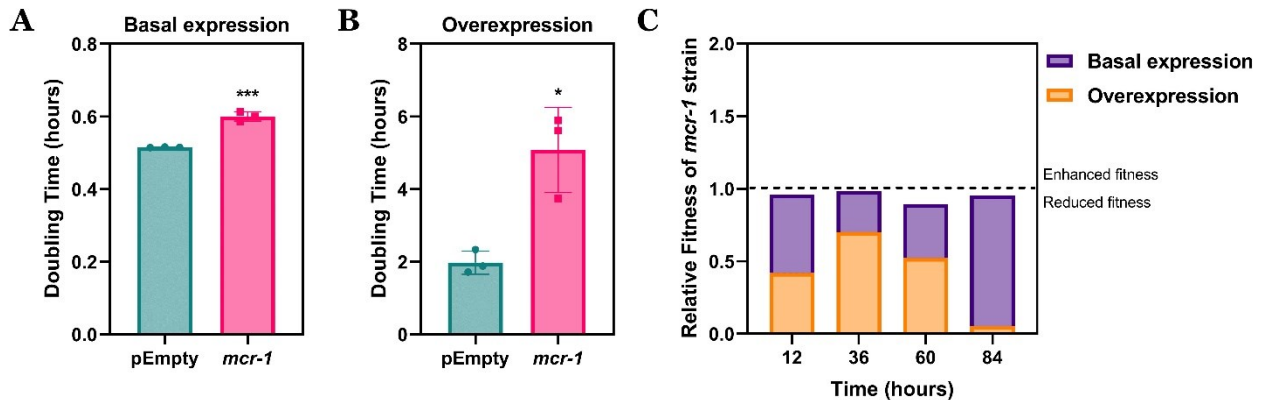 A
Basal expression
Doubling Time (hours)
0.8
0.6
0.4
0.2
0.0
***
pEmpty
mcr-1
B
Overexpression
Doubling Time (hours)
8
6
4
2
0
*
pEmpty
mcr-1
C
Relative Fitness of mcr-1 strain
2.0
1.5
1.0
0.5
0.0
12
36
60
84
Time (hours)
Enhanced fitness
Reduced fitness
Basal expression
Overexpression